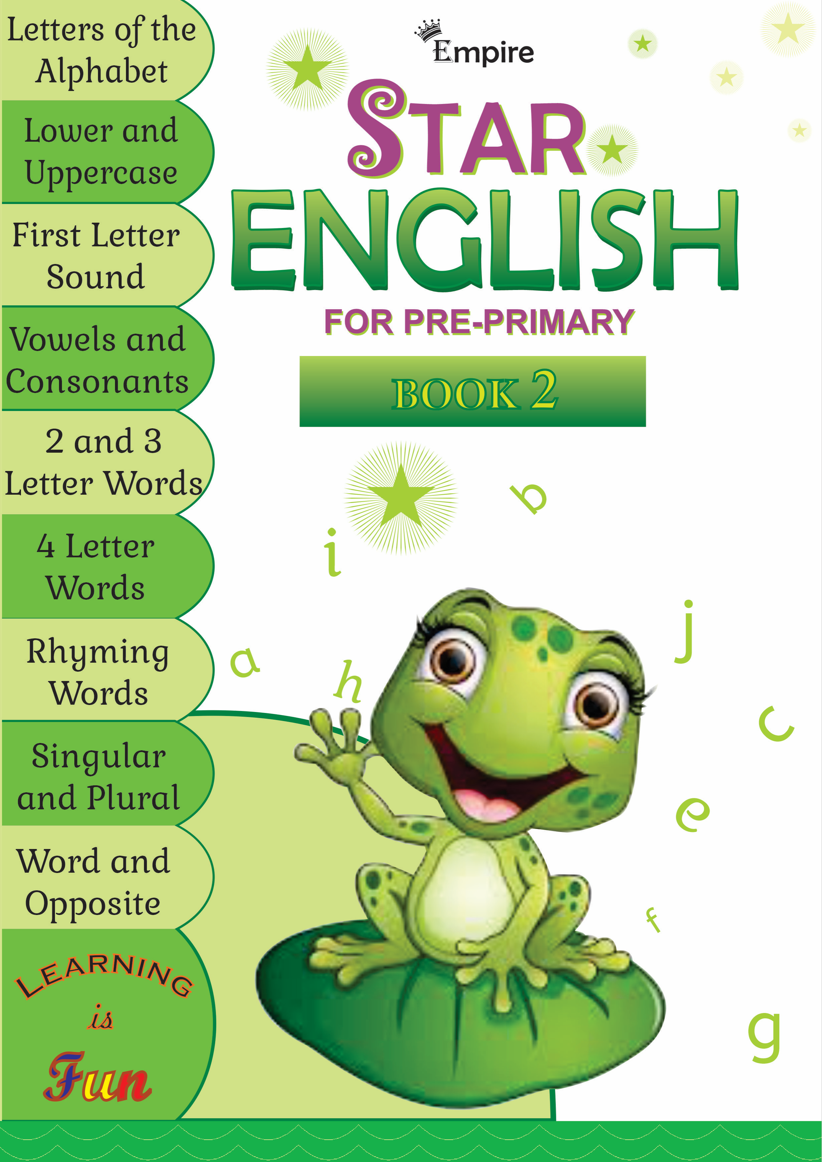 Letters of the
Alphabet
Lower and
Uppercase
First Letter
Sound
Vowels and
Consonants
2 and 3
Letter Words
4 Letter
Words
Rhyming
Words
Singular
and Plural
Word and
Opposite
LEARNING
is
Fun
Empire
STAR
ENGLISH
FOR PRE-PRIMARY
BOOK 2
b
i
j
a
h
c
e
f
g